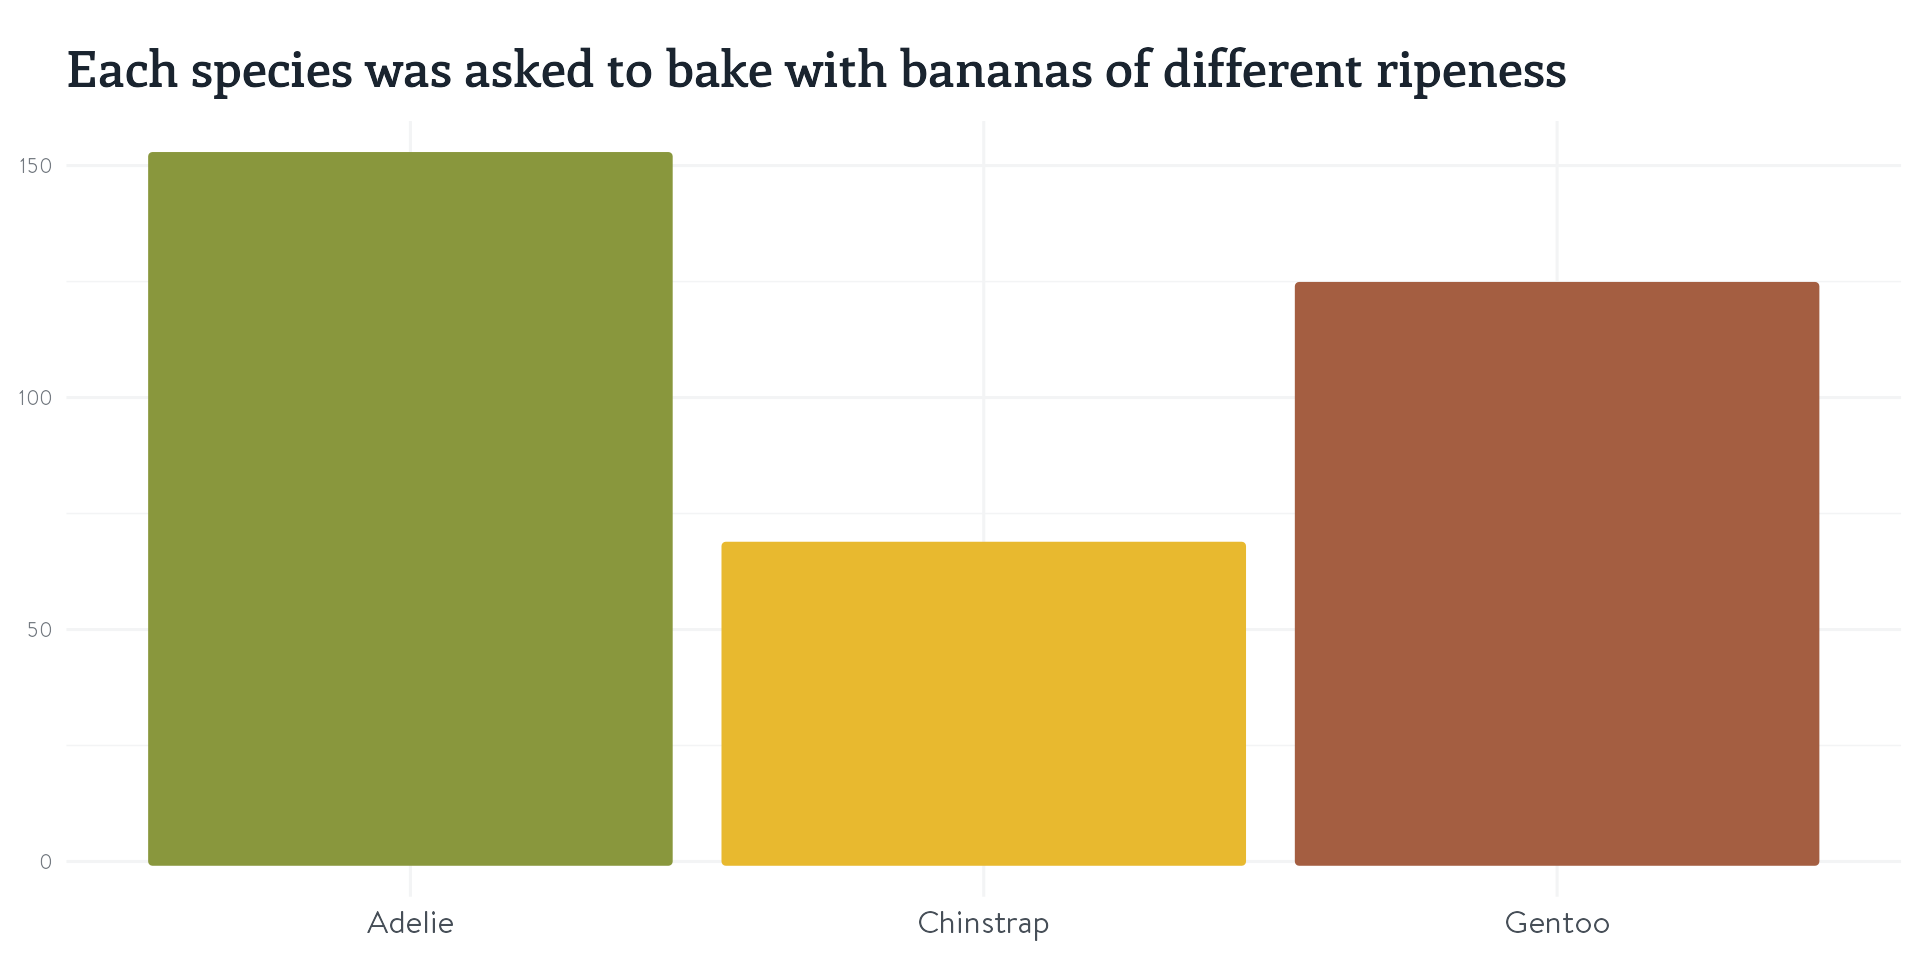 Each species was asked to bake with bananas of different ripeness
150
100
50
0
Adelie Chinstrap Gentoo